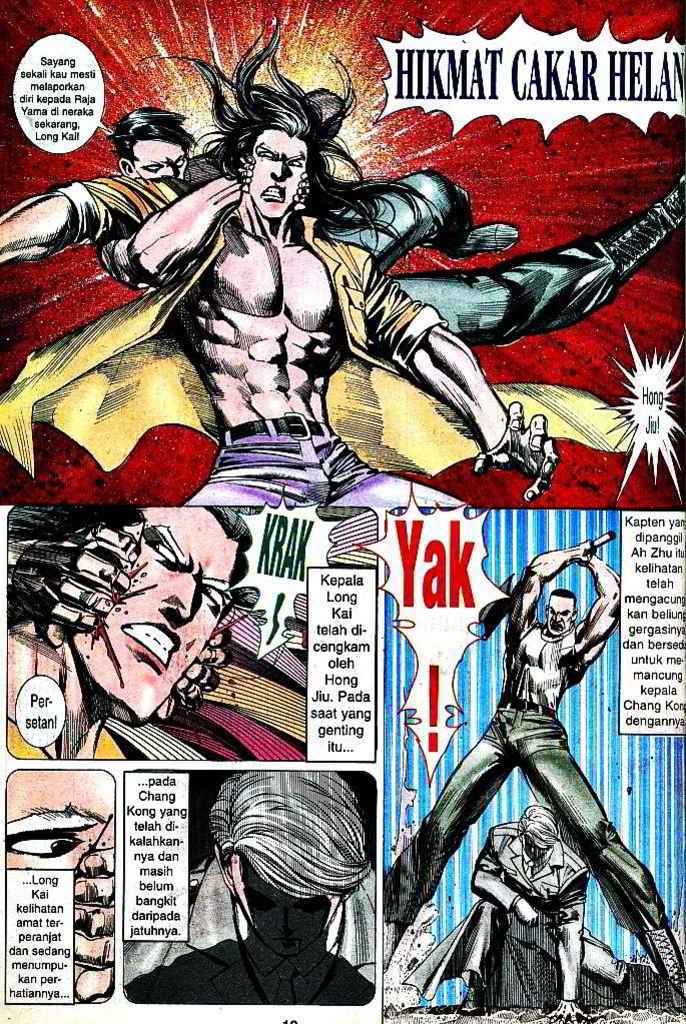 Sayang
sekali kau mesti
melaporkan
diri kepada Raja
Yama di neraka
sekarang,
Long Kai!
HIKMAT CAKAR HELAN
Hong
Jiu!
KRAK
!
Kepala
Long
Kai
telah di-
cengkam
oleh
Hong
Jiu. Pada
saat yang
genting
itu...
Per-
setan!
Yak
!
Kapten yan
dipanggil
Ah Zhu itu
kelihatan
telah
mengacung
kan beliung
gergasinya
dan bersed
untuk me-
mancung
kepala
Chang Kong
dengannya
...Long
Kai
kelihatan
amat ter-
peranjat
dan sedang
menumpu-
kan per-
hatiannya...
...pada
Chang
Kong yang
telah di-
kalahkan-
nya dan
masih
belum
bangkit
daripada
jatuhnya.